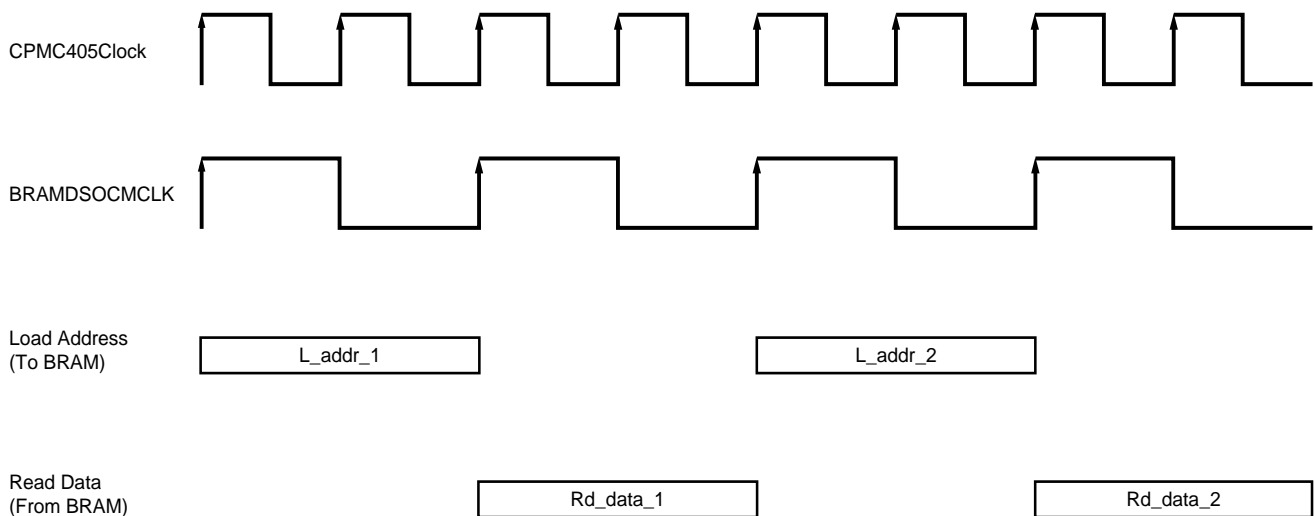 CPMC405Clock
BRAMDSOCMCLK
Load Address
(To BRAM)
L_addr_1
L_addr_2
Read Data
(From BRAM)
Rd_data_1
Rd_data_2